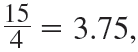 15/4 = 3.75,